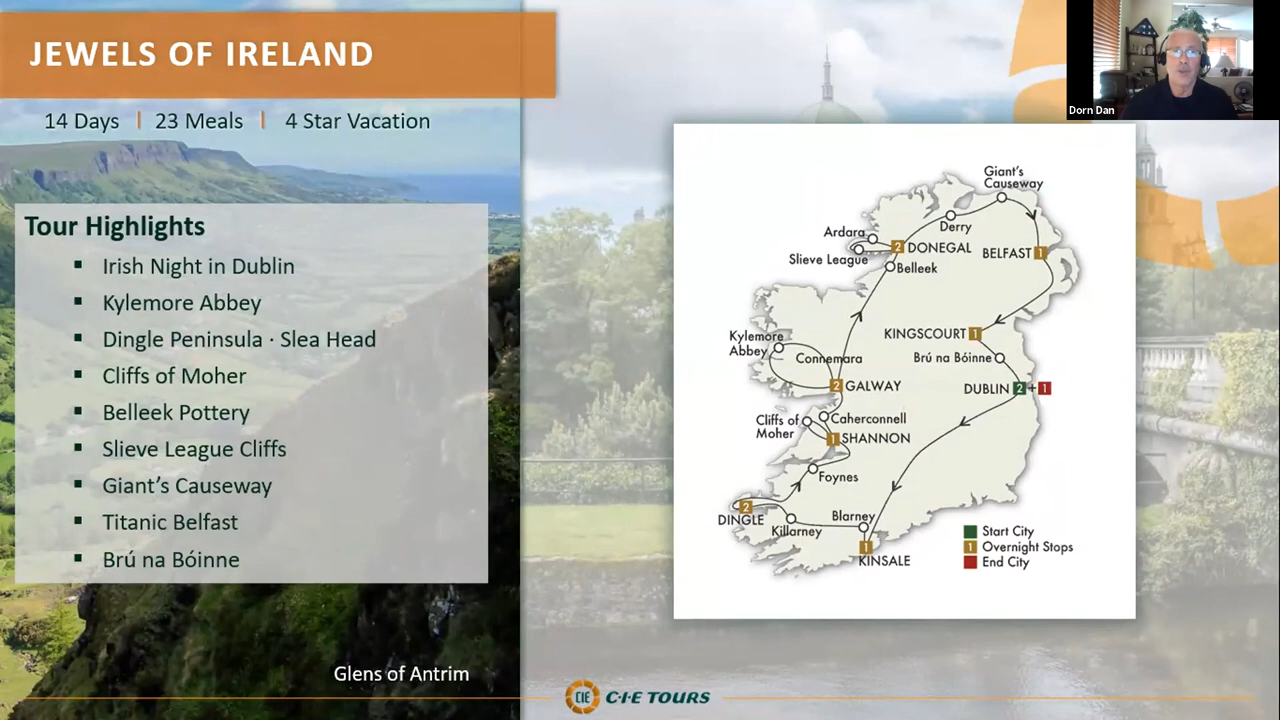 JEWELS OF IRELAND
14 Days | 23 Meals | 4 Star Vacation
Tour Highlights
▪ Irish Night in Dublin
▪ Kylemore Abbey
▪ Dingle Peninsula · Slea Head
▪ Cliffs of Moher
▪ Belleek Pottery
▪ Slieve League Cliffs
▪ Giant's Causeway
▪ Titanic Belfast
▪ Brú na Bóinne
Glens of Antrim
Dorn Dan
Giant's
Causeway
Derry
Ardara
2 DONEGAL
Slieve League
BELFAST 1
Belleek
KINGSCOURT 1
Kylemore
Abbey
Brú na Bóinne
Connemara
2 GALWAY
DUBLIN 2 + 1
Caherconnell
Cliffs of
Moher
1 SHANNON
Foynes
2
DINGLE
Killarney
Blarney
1
KINSALE
Start City
1 Overnight Stops
End City
CIE C·I·E TOURS